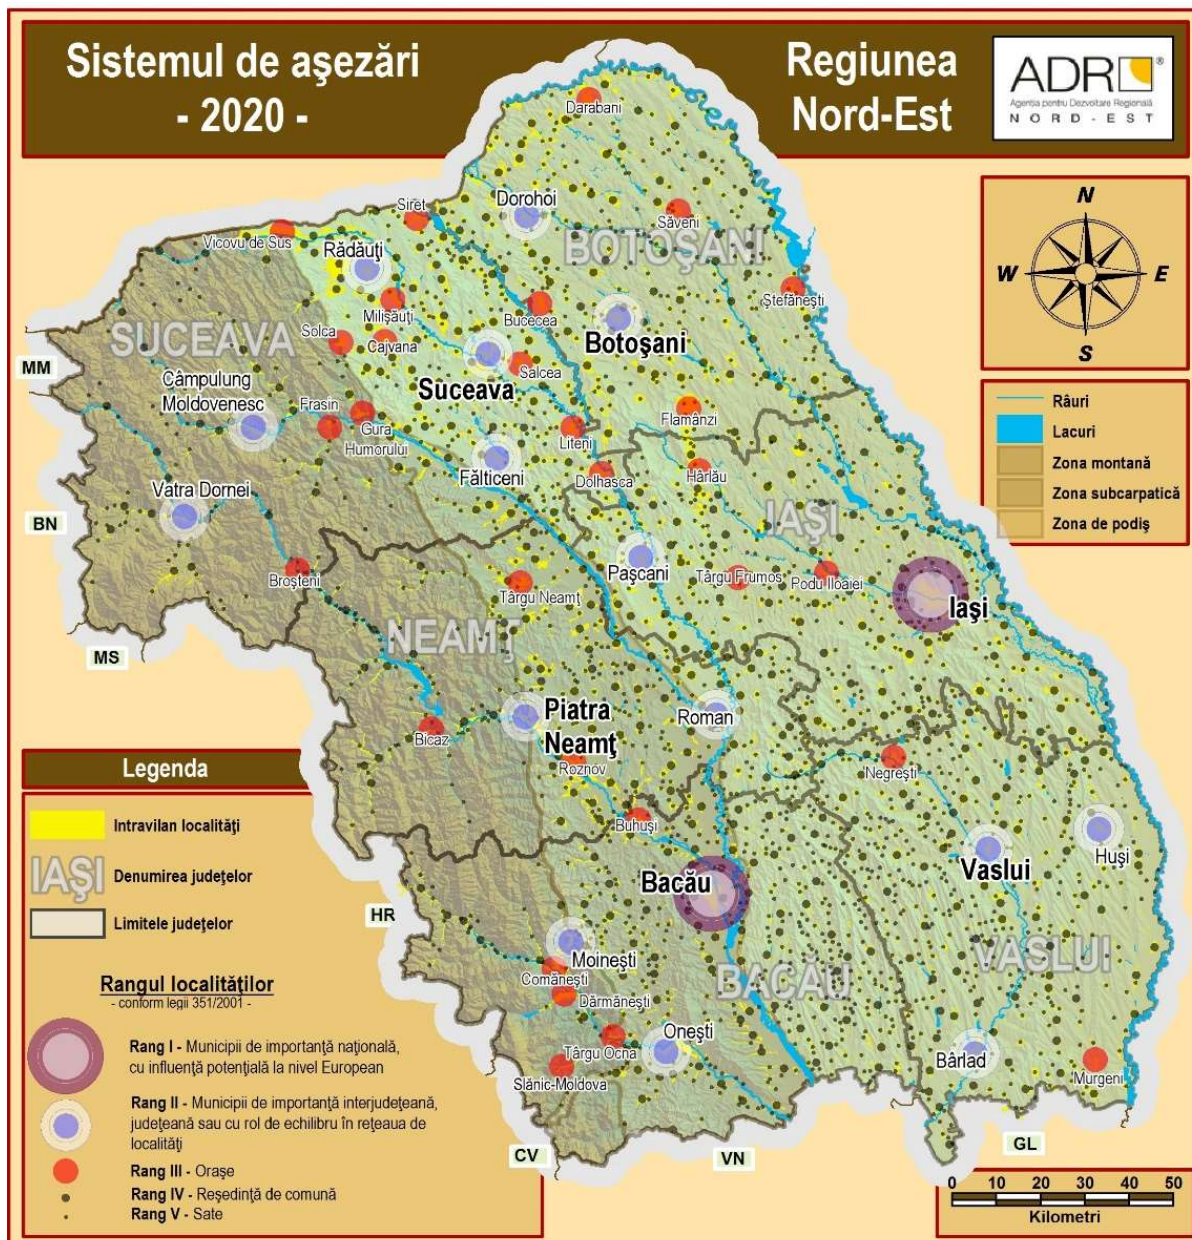 Sistemul de aşezări
- 2020 -
Regiunea
Nord-Est
ADR
®
Agenţia pentru Dezvoltare Regională
NORD-EST
N
W
E
S
Râuri
Lacuri
Zona montană
Zona subcarpatică
Zona de podiş
Darabani
Dorohoi
Siret
Săveni
Vicovu de Sus
BOTOŞANI
Rădăuţi
Ştefăneşti
Milişăuţi
Bucecea
SUCEAVA
Solca
Cajvana
Botoşani
MM
Salcea
Câmpulung
Moldovenesc
Suceava
Frasin
Flamânzi
Gura
Humorului
Liteni
Fălticeni
Dolhasca
Hârlău
Vatra Dornei
IAŞI
BN
Paşcani
Broşteni
Târgu Frumos
Podu Iloaiei
Târgu Neamţ
Iaşi
NEAMŢ
MS
Piatra
Neamţ
Roman
Bicaz
Roznov
Negreşti
Buhuşi
Huşi
Vaslui
Bacău
HR
Moineşti
VASLUI
BACĂU
Comăneşti
Dărmăneşti
Oneşti
Târgu Ocna
Bârlad
Slănic-Moldova
Murgeni
CV
VN
GL
Legenda
Intravilan localităţi
IAŞI
Denumirea judeţelor
Limitele judeţelor
Rangul localităţilor
- conform legii 351/2001 -
Rang I - Municipii de importanţă naţională,
cu influenţă potenţială la nivel European
Rang II - Municipii de importanţă interjudeţeană,
judeţeană sau cu rol de echilibru în reţeaua de
localităţi
Rang III - Oraşe
Rang IV - Reşedinţă de comună
Rang V - Sate
0 10 20 30 40 50
Kilometri